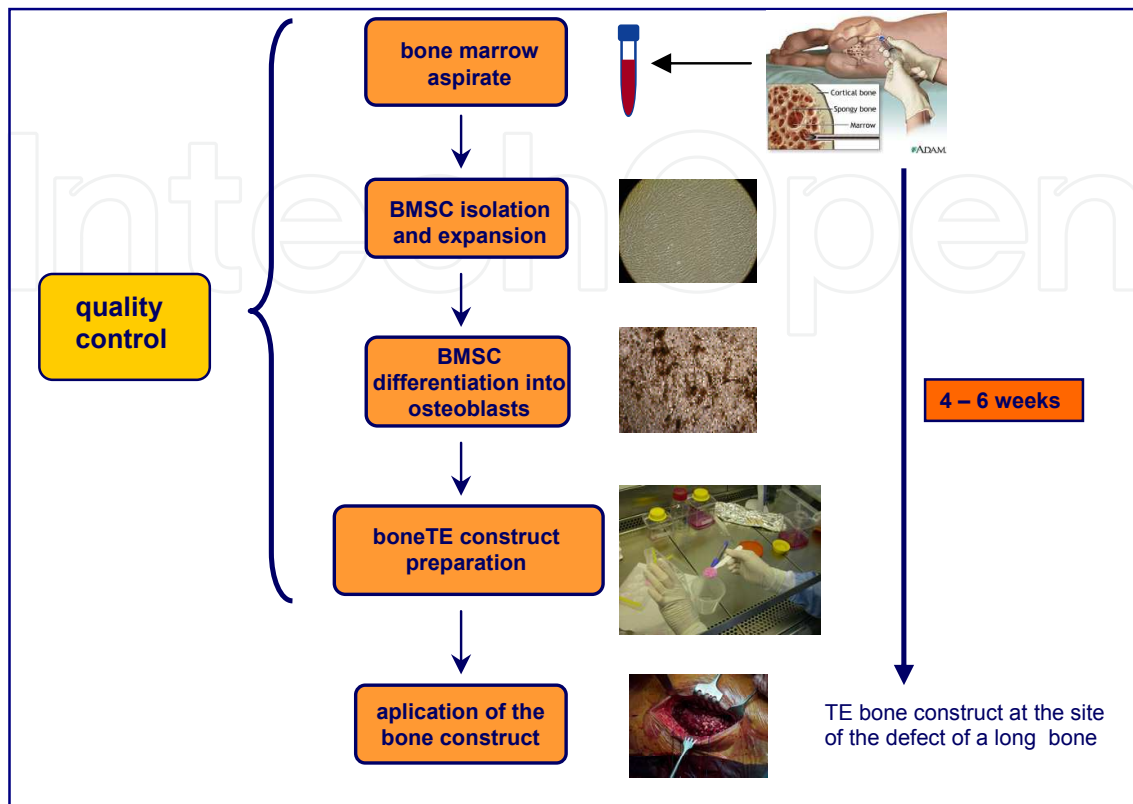 bone marrow
aspirate
Cortical bone
Spongy bone
Marrow
ADAM.
BMSC isolation
and expansion
quality
control
BMSC
differentiation into
osteoblasts
4 – 6 weeks
boneTE construct
preparation
aplication of the
bone construct
TE bone construct at the site
of the defect of a long bone
IntechOpen